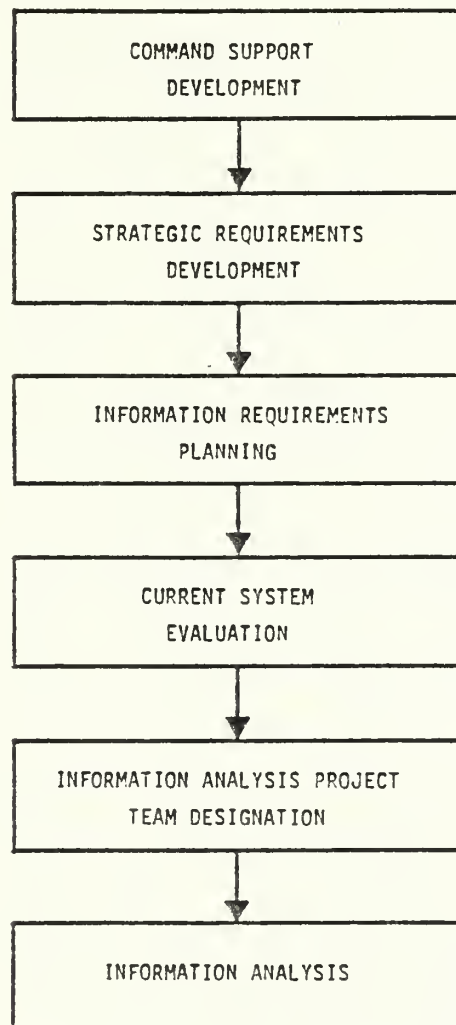 COMMAND SUPPORT
DEVELOPMENT
STRATEGIC REQUIREMENTS
DEVELOPMENT
INFORMATION REQUIREMENTS
PLANNING
CURRENT SYSTEM
EVALUATION
INFORMATION ANALYSIS PROJECT
TEAM DESIGNATION
INFORMATION ANALYSIS